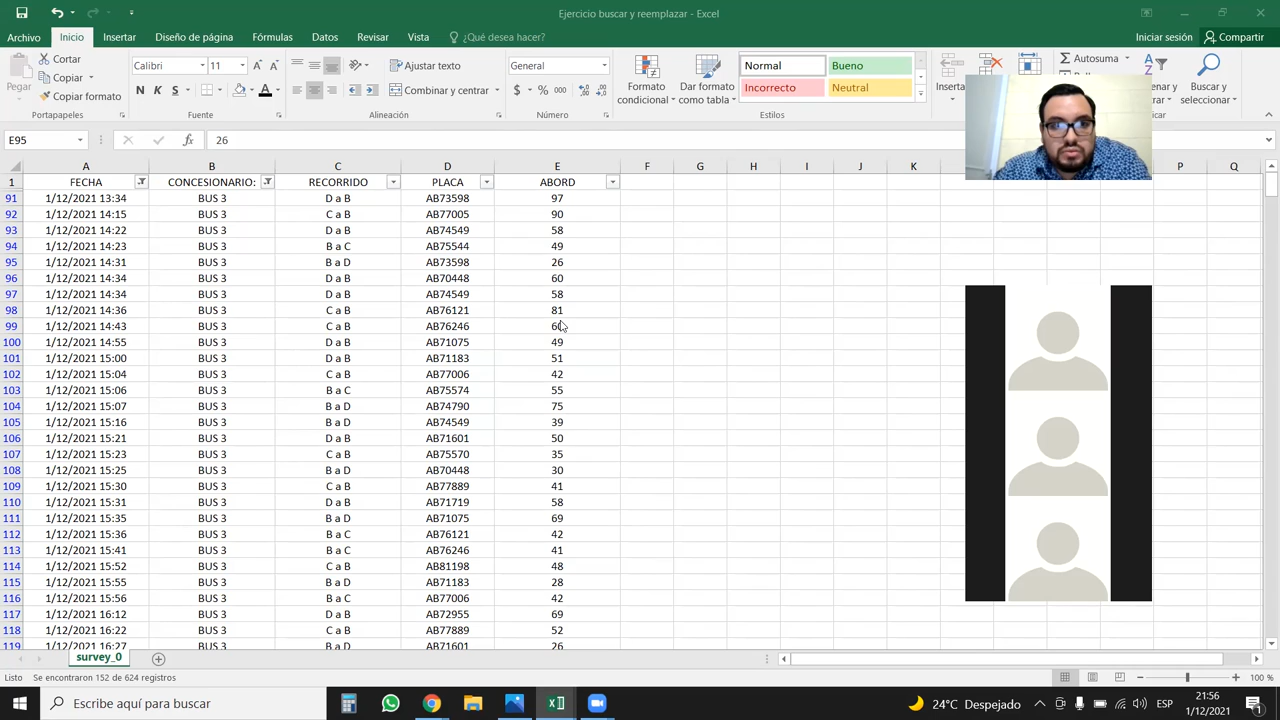 Ejercicio buscar y reemplazar - Excel
Archivo Inicio Insertar Diseño de página Fórmulas Datos Revisar Vista ¿Qué desea hacer? Iniciar sesión Compartir
Pegar
Cortar
Copiar
Copiar formato
Portapapeles
Calibri 11
N K S
Fuente
Ajustar texto
Combinar y centrar
Alineación
General
$ % 000
Número
Formato condicional
Dar formato como tabla
Normal Bueno
Incorrecto Neutral
Estilos
Autosuma
Buscar y seleccionar
E95 fx 26
A B C D E F G H I J K P Q
1 FECHA CONCESIONARIO: RECORRIDO PLACA ABORD
91 1/12/2021 13:34 BUS 3 D a B AB73598 97
92 1/12/2021 14:15 BUS 3 C a B AB77005 90
93 1/12/2021 14:22 BUS 3 D a B AB74549 58
94 1/12/2021 14:23 BUS 3 B a C AB75544 49
95 1/12/2021 14:31 BUS 3 B a D AB73598 26
96 1/12/2021 14:34 BUS 3 D a B AB70448 60
97 1/12/2021 14:34 BUS 3 D a B AB74549 58
98 1/12/2021 14:36 BUS 3 C a B AB76121 81
99 1/12/2021 14:43 BUS 3 C a B AB76246
100 1/12/2021 14:55 BUS 3 D a B AB71075 49
101 1/12/2021 15:00 BUS 3 D a B AB71183 51
102 1/12/2021 15:04 BUS 3 C a B AB77006 42
103 1/12/2021 15:06 BUS 3 B a C AB75574 55
104 1/12/2021 15:07 BUS 3 B a D AB74790 75
105 1/12/2021 15:16 BUS 3 B a D AB74549 39
106 1/12/2021 15:21 BUS 3 D a B AB71601 50
107 1/12/2021 15:23 BUS 3 C a B AB75570 35
108 1/12/2021 15:25 BUS 3 B a D AB70448 30
109 1/12/2021 15:30 BUS 3 C a B AB77889 41
110 1/12/2021 15:31 BUS 3 D a B AB71719 58
111 1/12/2021 15:35 BUS 3 B a D AB71075 69
112 1/12/2021 15:36 BUS 3 B a C AB76121 42
113 1/12/2021 15:41 BUS 3 B a C AB76246 41
114 1/12/2021 15:52 BUS 3 C a B AB81198 48
115 1/12/2021 15:55 BUS 3 B a D AB71183 28
116 1/12/2021 15:56 BUS 3 B a C AB77006 42
117 1/12/2021 16:12 BUS 3 D a B AB72955 69
118 1/12/2021 16:22 BUS 3 C a B AB77889 52
119 1/12/2021 16:27 BUS 3 B a D AB71601 26
survey_0
Listo Se encontraron 152 de 624 registros 100 %
Escribe aquí para buscar 24°C Despejado ESP 21:56
1/12/2021